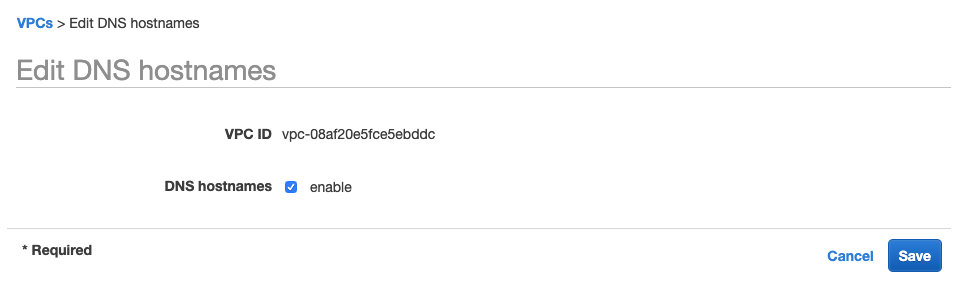 VPCs > Edit DNS hostnames
Edit DNS hostnames
VPC ID vpc-08af20e5fce5ebddc
DNS hostnames enable
* Required
Cancel Save